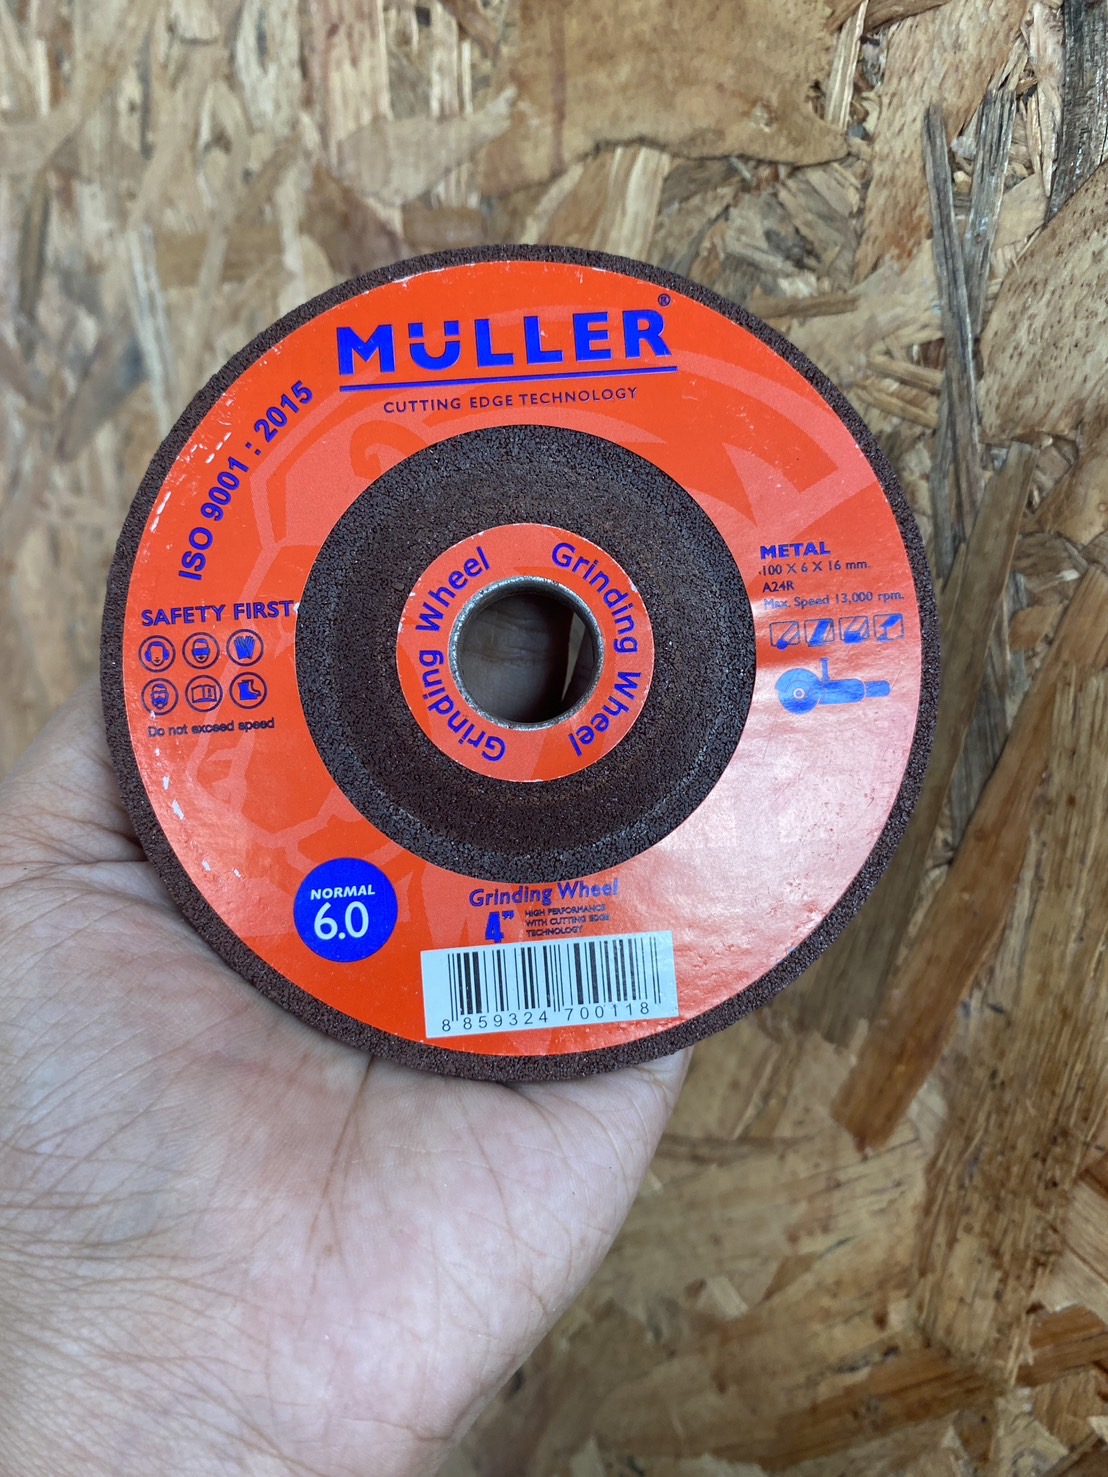 MÜLLER®
CUTTING EDGE TECHNOLOGY
ISO 9001 : 2015
SAFETY FIRST
Do not exceed speed
Grinding Wheel
Grinding Wheel
METAL
100 X 6 X 16 mm.
A24R
Max. Speed 13,000 rpm.
NORMAL
6.0
Grinding Wheel
4"
HIGH PERFORMANCE
WITH CUTTING EDGE
TECHNOLOGY
8 859324 700118